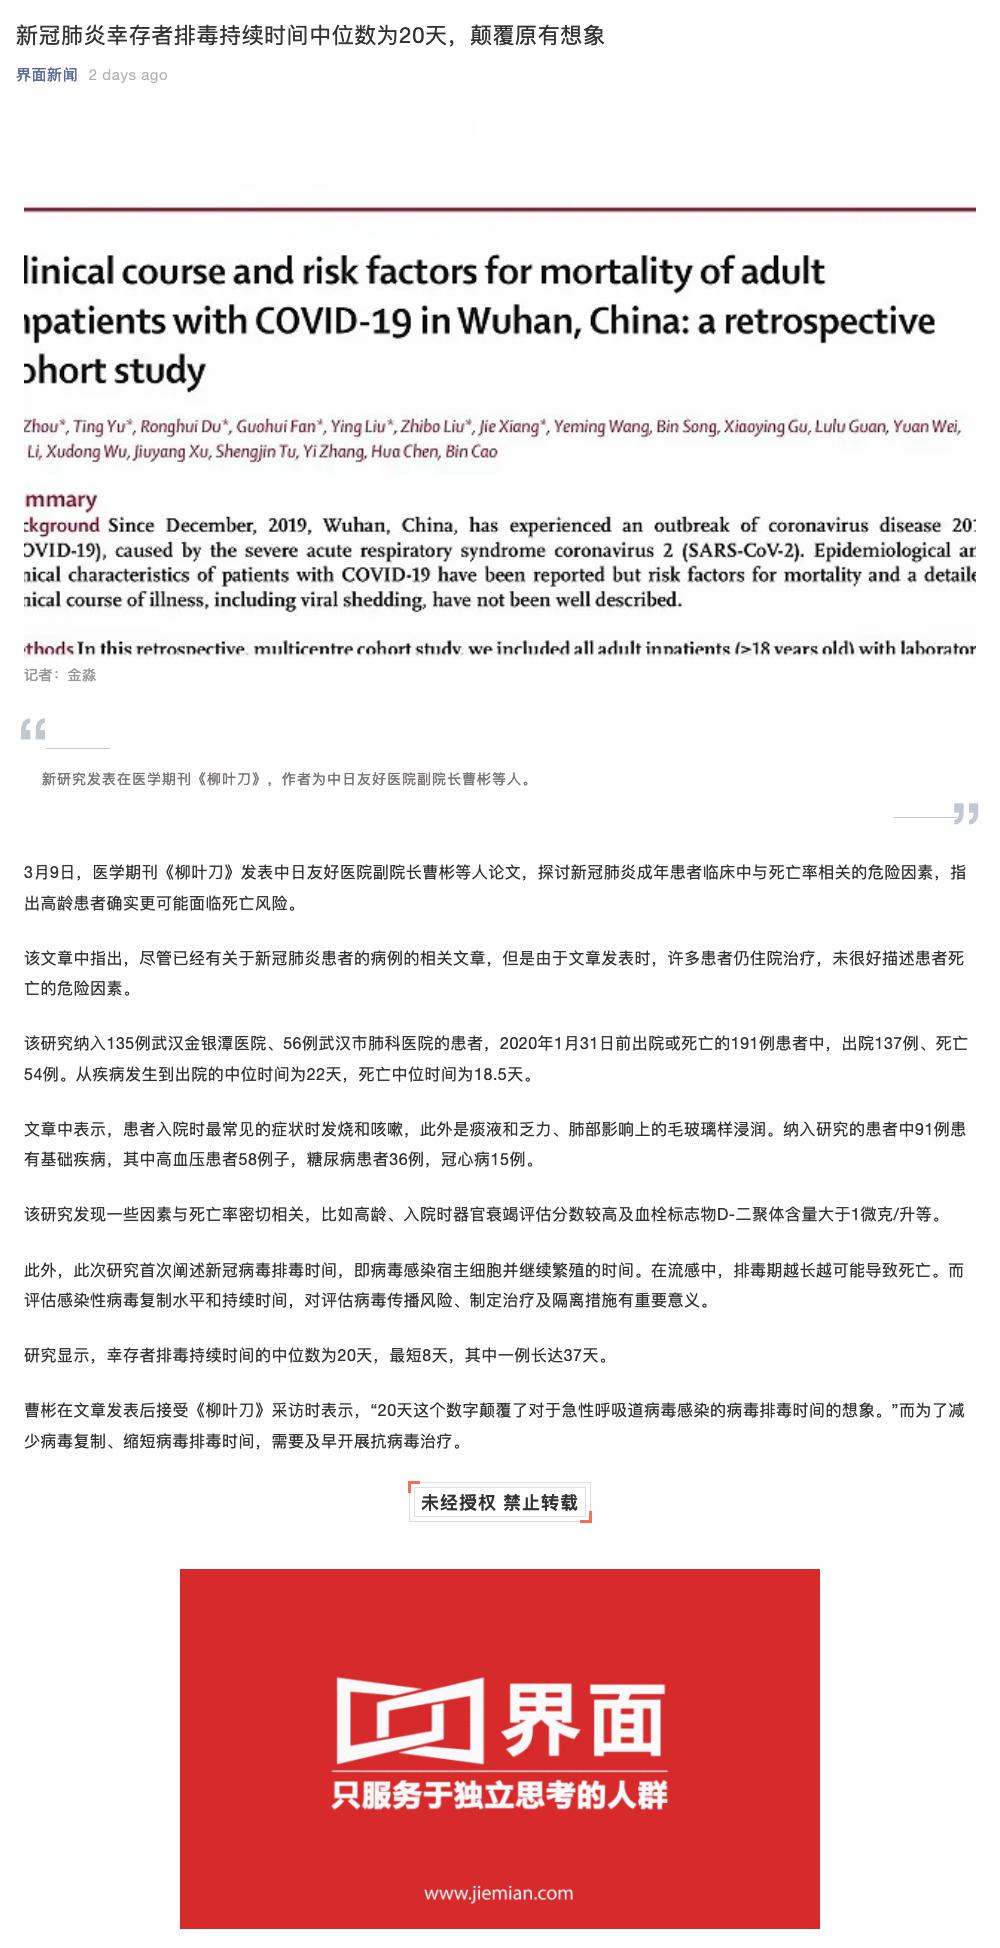 新冠肺炎幸存者排毒持续时间中位数为20天，颠覆原有想象
界面新闻 2 days ago
linical course and risk factors for mortality of adult
patients with COVID-19 in Wuhan, China: a retrospective
ohort study
Zhou*, Ting Yu*, Ronghui Du*, Guohui Fan*, Ying Liu*, Zhibo Liu*, Jie Xiang*, Yeming Wang, Bin Song, Xiaoying Gu, Lulu Guan, Yuan Wei,
Li, Xudong Wu, Jiuyang Xu, Shengjin Tu, Yi Zhang, Hua Chen, Bin Cao
mmary
ckground Since December, 2019, Wuhan, China, has experienced an outbreak of coronavirus disease 201
OVID-19), caused by the severe acute respiratory syndrome coronavirus 2 (SARS-CoV-2). Epidemiological an
nical characteristics of patients with COVID-19 have been reported but risk factors for mortality and a detaile
nical course of illness, including viral shedding, have not been well described.
thods In this retrospective, multicentre cohort study, we included all adult inpatients (≥18 years old) with laborator
记者：金淼
新研究发表在医学期刊《柳叶刀》，作者为中日友好医院副院长曹彬等人。
3月9日，医学期刊《柳叶刀》发表中日友好医院副院长曹彬等人论文，探讨新冠肺炎成年患者临床中与死亡率相关的危险因素，指
出高龄患者确实更可能面临死亡风险。
该文章中指出，尽管已经有关于新冠肺炎患者的病例的相关文章，但是由于文章发表时，许多患者仍住院治疗，未很好描述患者死
亡的危险因素。
该研究纳入135例武汉金银潭医院、56例武汉市肺科医院的患者，2020年1月31日前出院或死亡的191例患者中，出院137例、死亡
54例。从疾病发生到出院的中位时间为22天，死亡中位时间为18.5天。
文章中表示，患者入院时最常见的症状时发烧和咳嗽，此外是痰液和乏力、肺部影响上的毛玻璃样浸润。纳入研究的患者中91例患
有基础疾病，其中高血压患者58例子，糖尿病患者36例，冠心病15例。
该研究发现一些因素与死亡率密切相关，比如高龄、入院时器官衰竭评估分数较高及血栓标志物D-二聚体含量大于1微克/升等。
此外，此次研究首次阐述新冠病毒排毒时间，即病毒感染宿主细胞并继续繁殖的时间。在流感中，排毒期越长越可能导致死亡。而
评估感染性病毒复制水平和持续时间，对评估病毒传播风险、制定治疗及隔离措施有重要意义。
研究显示，幸存者排毒持续时间的中位数为20天，最短8天，其中一例长达37天。
曹彬在文章发表后接受《柳叶刀》采访时表示，“20天这个数字颠覆了对于急性呼吸道病毒感染的病毒排毒时间的想象。”而为了减
少病毒复制、缩短病毒排毒时间，需要及早开展抗病毒治疗。
未经授权 禁止转载
界面
只服务于独立思考的人群
www.jiemian.com